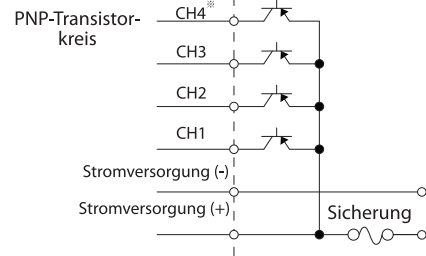 PNP-Transistor-
kreis
CH4※
CH3
CH2
CH1
Stromversorgung (-)
Stromversorgung (+)
Sicherung